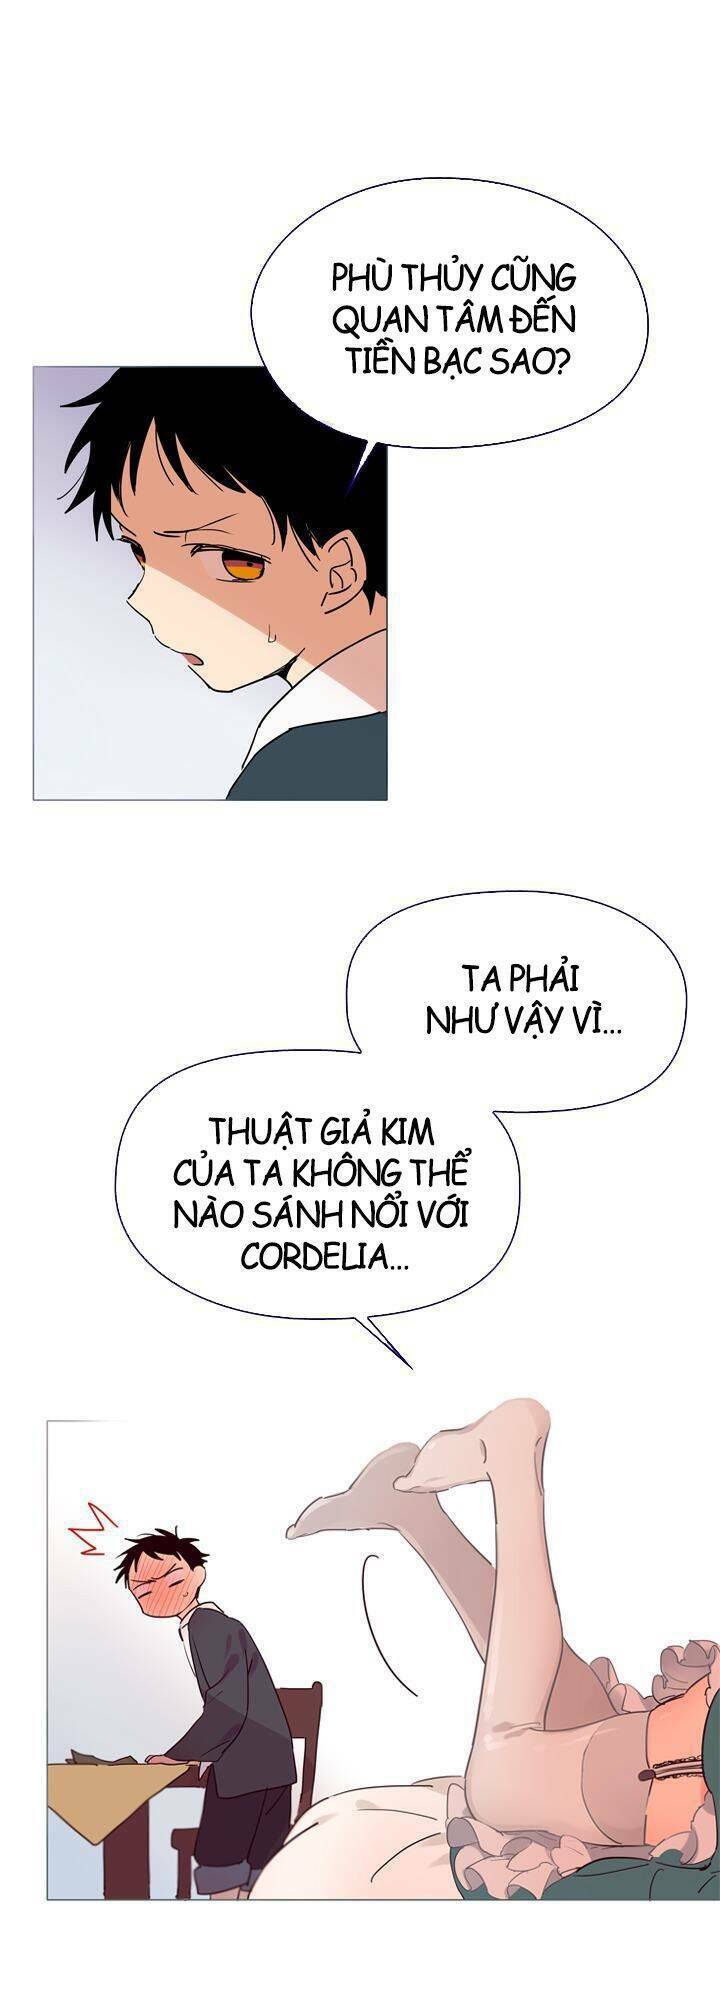 PHÙ THỦY CŨNG
QUAN TÂM ĐẾN
TIỀN BẠC SAO?
TA PHẢI
NHƯ VẬY VÌ...
THUẬT GIẢ KIM
CỦA TA KHÔNG THỂ
NÀO SÁNH NỔI VỚI
CORDELIA...